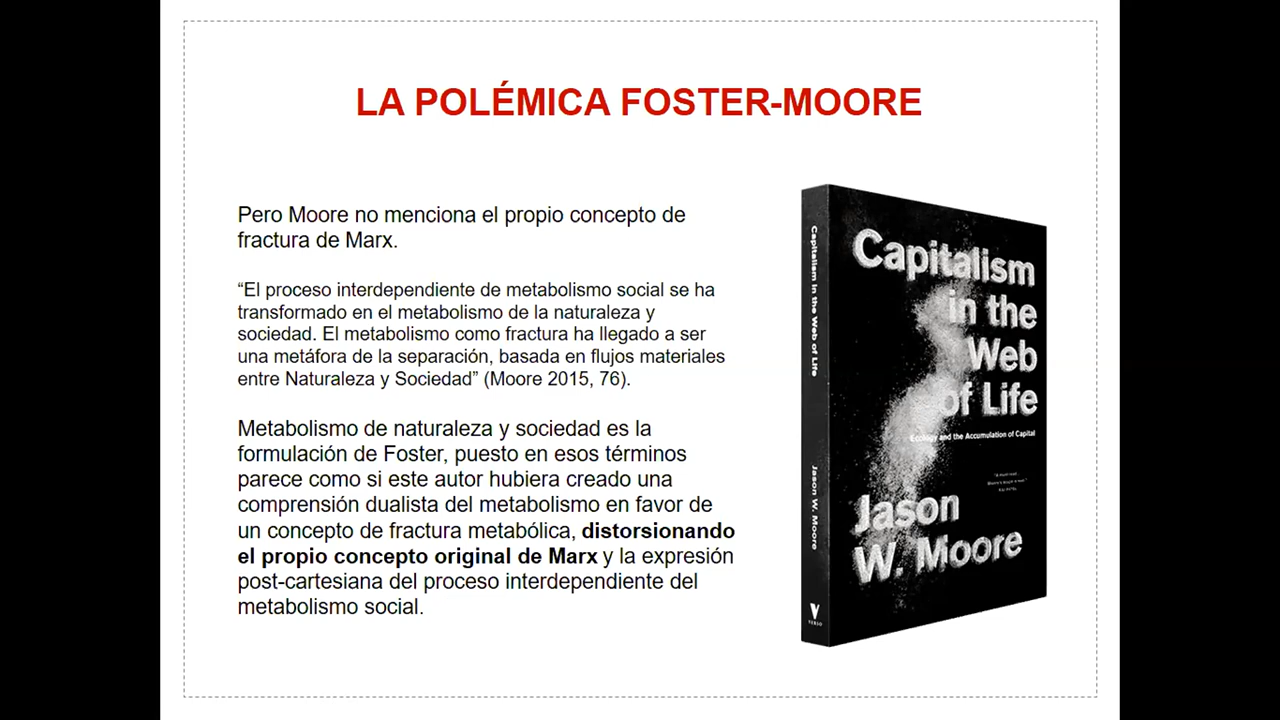 LA POLÉMICA FOSTER-MOORE
Pero Moore no menciona el propio concepto de
fractura de Marx.
“El proceso interdependiente de metabolismo social se ha
transformado en el metabolismo de la naturaleza y
sociedad. El metabolismo como fractura ha llegado a ser
una metáfora de la separación, basada en flujos materiales
entre Naturaleza y Sociedad” (Moore 2015, 76).
Metabolismo de naturaleza y sociedad es la
formulación de Foster, puesto en esos términos
parece como si este autor hubiera creado una
comprensión dualista del metabolismo en favor de
un concepto de fractura metabólica, distorsionando
el propio concepto original de Marx y la expresión
post-cartesiana del proceso interdependiente del
metabolismo social.
Capitalism in the Web of Life
Jason W. Moore
VERSO
Capitalism
in the
Web
of Life
Ecology and the Accumulation of Capital
Jason
W. Moore